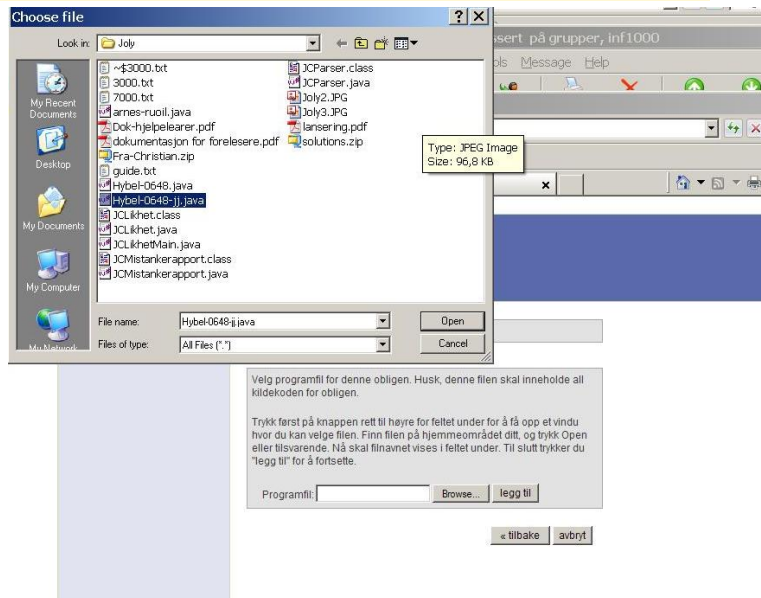 Choose file
Look in:
Joly
My Recent Documents
Desktop
My Documents
My Computer
My Network
~$3000.txt
3000.txt
7000.txt
arnes-ruoil.java
Dok-hjelpelearer.pdf
dokumentasjon for forelesere.pdf
Fra-Christian.zip
guide.txt
Hybel-0648.java
Hybel-0648-jj.java
JCLikhet.class
JCLikhet.java
JCLikhetMain.java
JCMistankerapport.class
JCMistankerapport.java
JCParser.class
JCParser.java
Joly2.JPG
Joly3.JPG
lansering.pdf
solutions.zip
Type: JPEG Image
Size: 96,8 KB
File name:
Hybel-0648-jj.java
Open
Files of type:
All Files (*.*)
Cancel
ssert på grupper, inf1000
ols Message Help
Velg programfil for denne obligen. Husk, denne filen skal inneholde all
kildekoden for obligen.
Trykk først på knappen rett til høyre for feltet under for å få opp et vindu
hvor du kan velge filen. Finn filen på hjemmeområdet ditt, og trykk Open
eller tilsvarende. Nå skal filnavnet vises i feltet under. Til slutt trykker du
"legg til" for å fortsette.
Programfil:
Browse...
legg til
« tilbake
avbryt